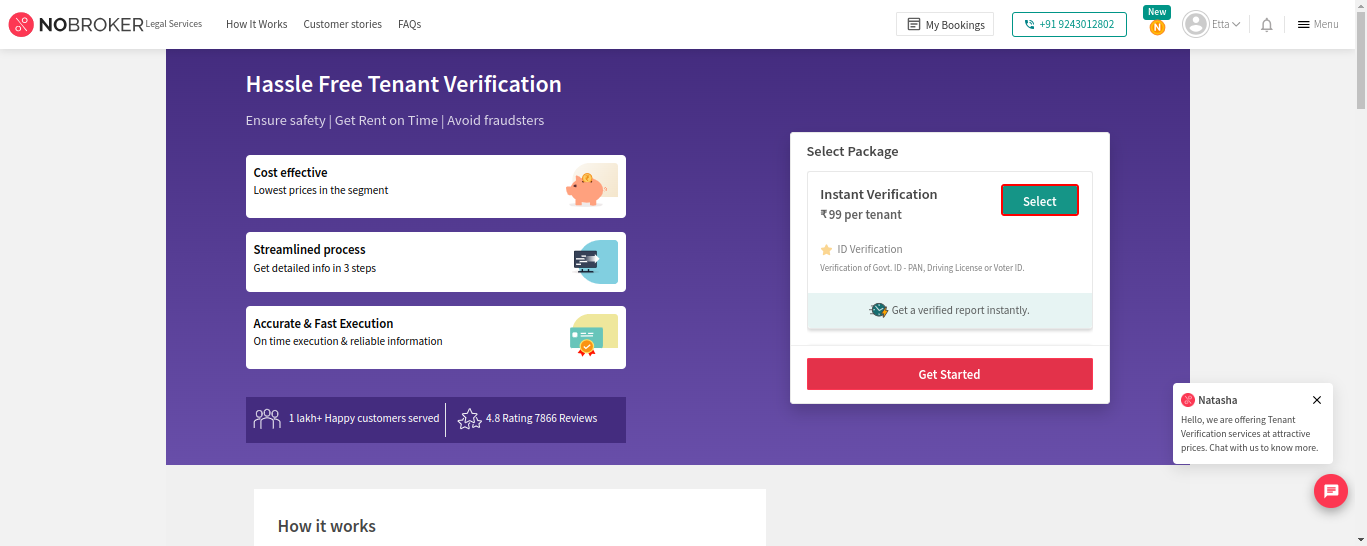 NOBROKER Legal Services
How It Works
Customer stories
FAQs
My Bookings
+91 9243012802
New
N
Etta
Menu
Hassle Free Tenant Verification
Ensure safety | Get Rent on Time | Avoid fraudsters
Cost effective
Lowest prices in the segment
Streamlined process
Get detailed info in 3 steps
Accurate & Fast Execution
On time execution & reliable information
1 lakh+ Happy customers served
4.8 Rating 7866 Reviews
Select Package
Instant Verification
Select
₹99 per tenant
ID Verification
Verification of Govt. ID - PAN, Driving License or Voter ID.
Get a verified report instantly.
Get Started
Natasha
Hello, we are offering Tenant
Verification services at attractive
prices. Chat with us to know more.
How it works